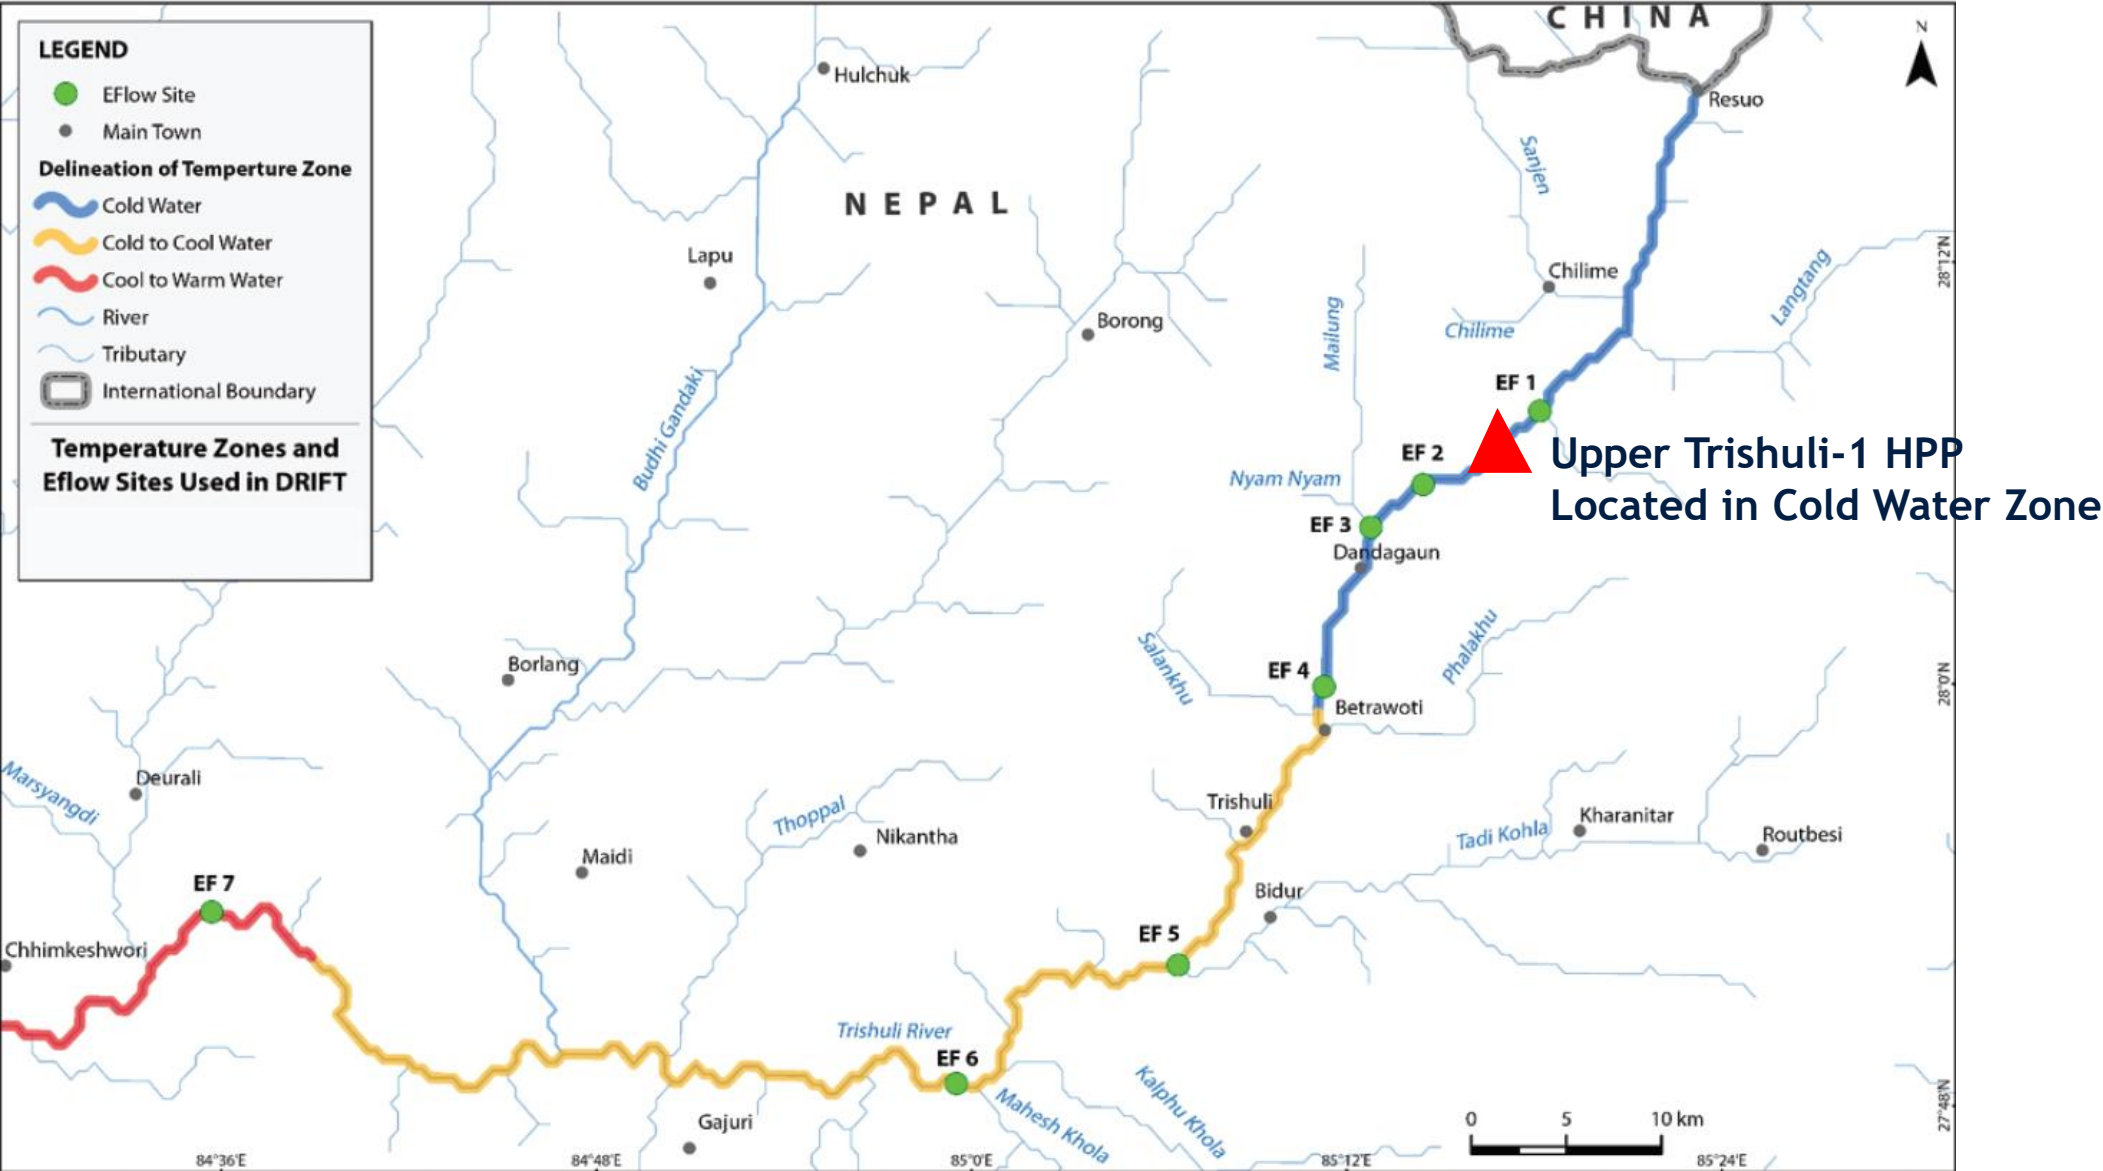 LEGEND
EFlow Site
Main Town
Delineation of Temperture Zone
Cold Water
Cold to Cool Water
Cool to Warm Water
River
Tributary
International Boundary
Temperature Zones and
Eflow Sites Used in DRIFT
CHINA
N
Hulchuk
Resuo
Sanjen
NEPAL
Lapu
28°12'N
Chilime
Langtang
Borong
Mailung
Chilime
EF 1
Budhi Gandaki
EF 2
Upper Trishuli-1 HPP
Located in Cold Water Zone
Nyam Nyam
EF 3
Dandagaun
Salankhu
Phalakhu
Borlang
EF 4
28°0'N
Betrawoti
Marsyangdi
Deurali
Trishuli
Thoppal
Nikantha
Tadi Kohla
Kharanitar
Routbesi
Maidi
EF 7
Bidur
Chhimkeshwori
EF 5
Trishuli River
EF 6
Mahesh Khola
Kalphu Khola
27°48'N
Gajuri
0 5 10 km
84°36'E
84°48'E
85°0'E
85°12'E
85°24'E